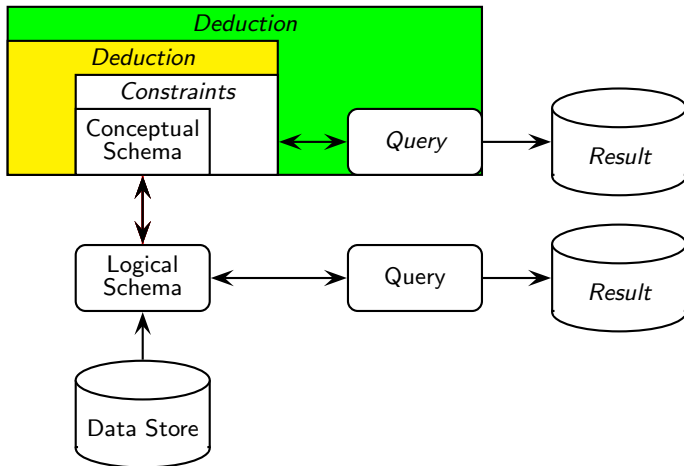 Deduction
Deduction
Constraints
Conceptual
Schema
Query
Result
Logical
Schema
Query
Result
Data Store